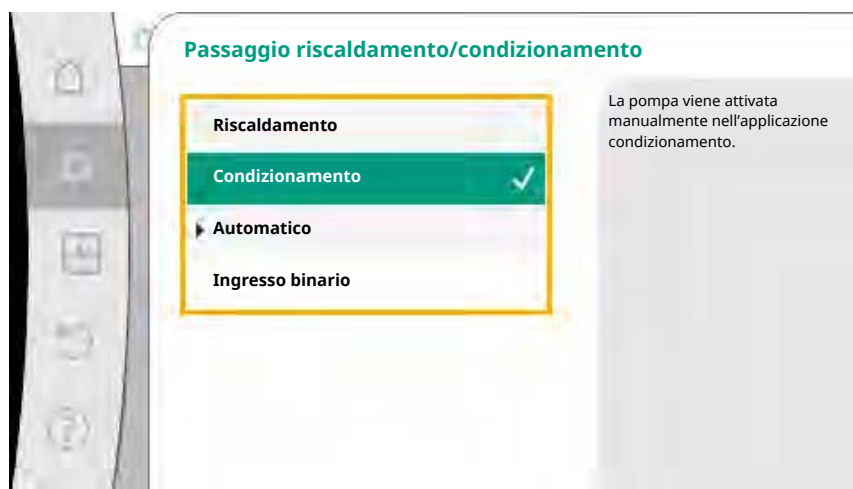 Passaggio riscaldamento/condizionamento
Riscaldamento
Condizionamento
Automatico
Ingresso binario
La pompa viene attivata
manualmente nell'applicazione
condizionamento.